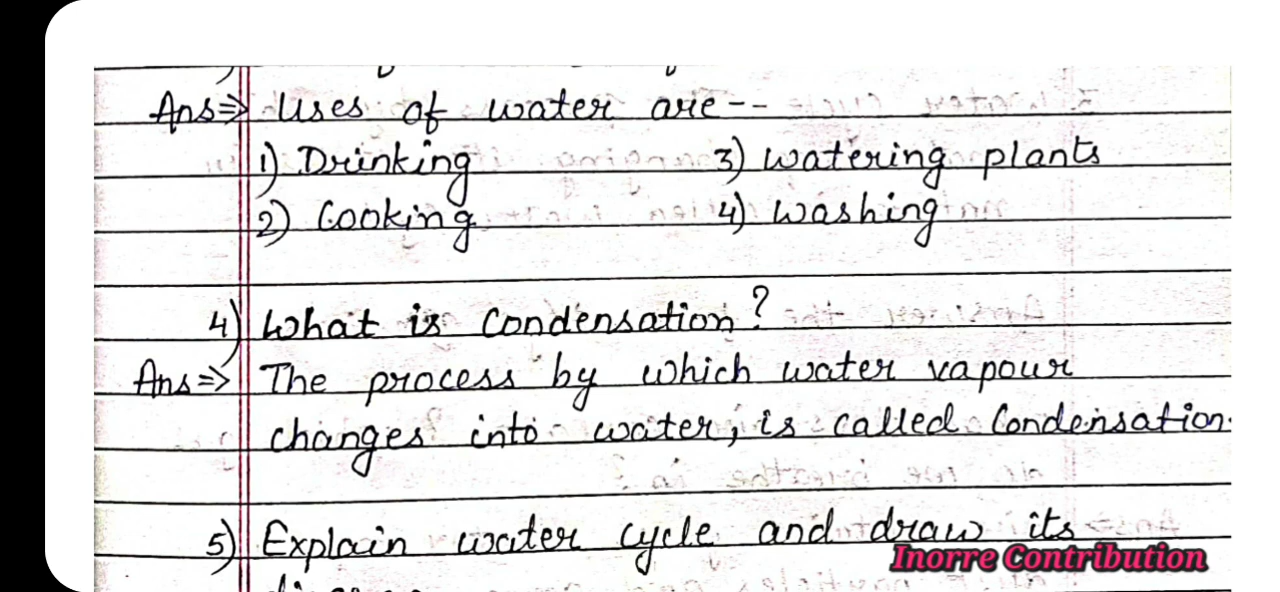 Ans⇒ Uses of water are--
1) Drinking 3) watering plants
2) Cooking 4) washing
4) What is Condensation?
Ans⇒ The process by which water vapour
changes into water, is called Condensation.
5) Explain water cycle and draw its
Inorre Contribution